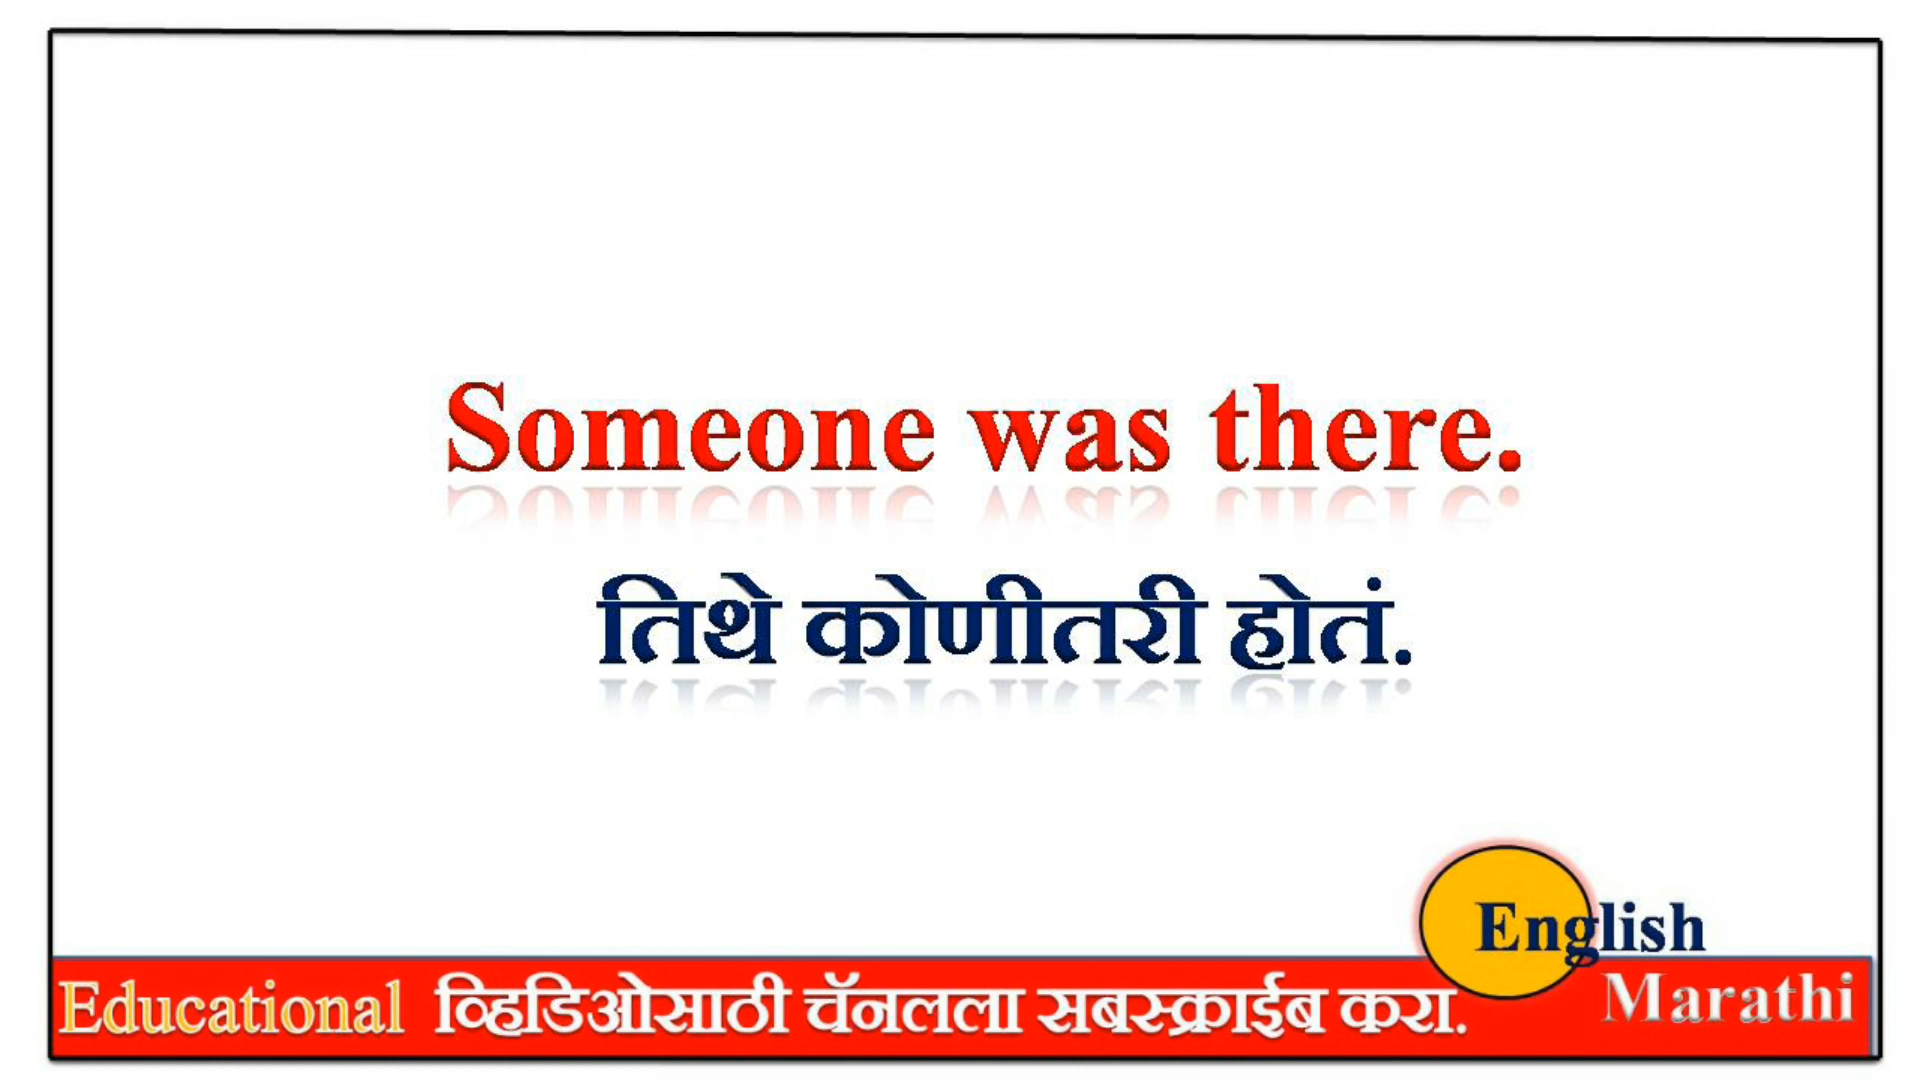 Someone was there.
तिथे कोणीतरी होतं.
English
Marathi
Educational व्हिडिओसाठी चॅनलला सबस्क्राईब करा.